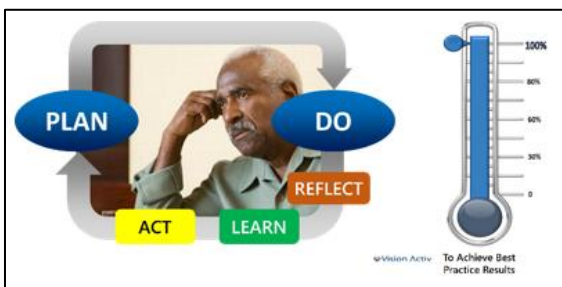 PLAN
DO
REFLECT
LEARN
ACT
100%
80%
60%
30%
0
Vision Activ
To Achieve Best
Practice Results